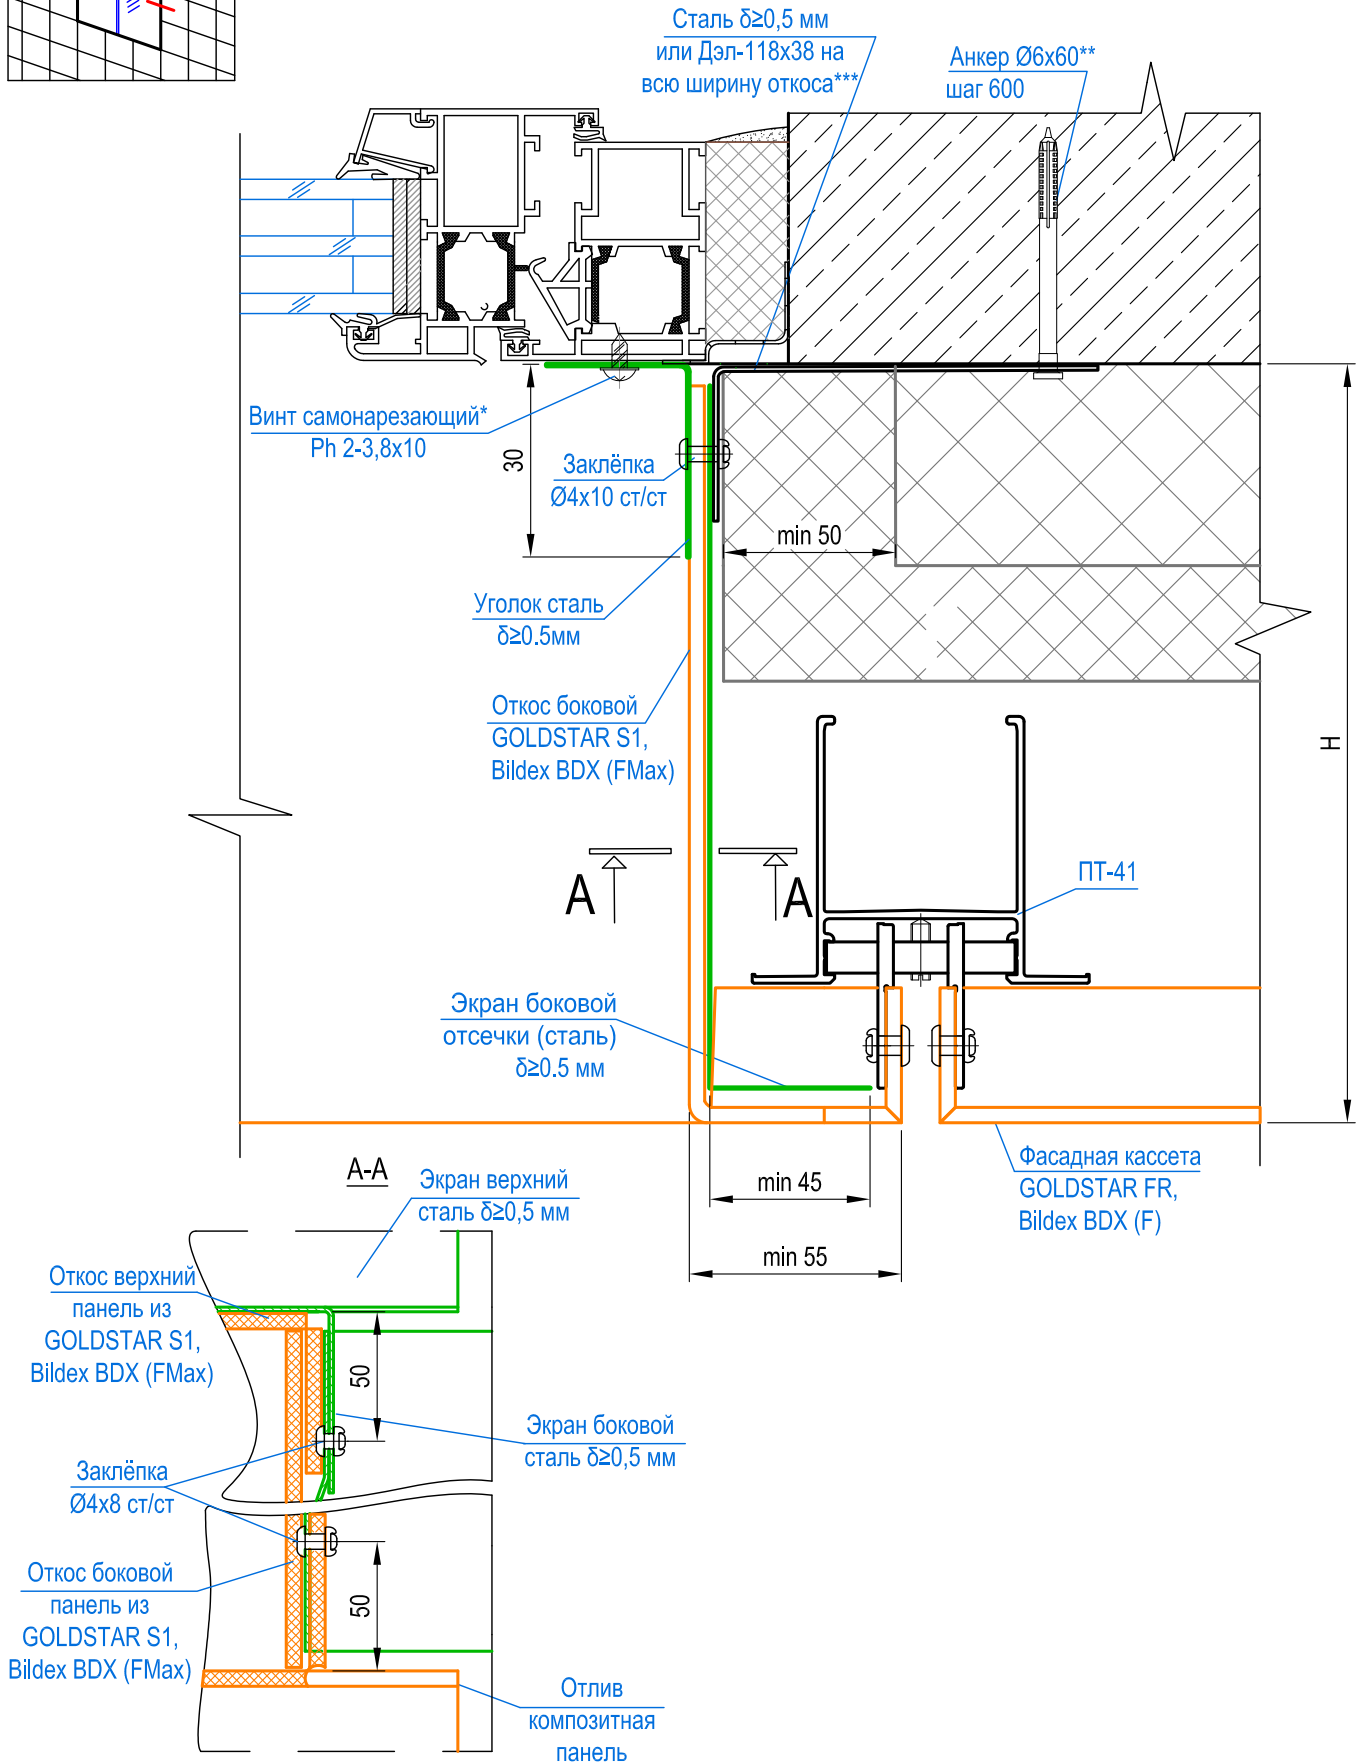 Сталь δ≥0,5 мм
или Дэл-118х38 на
всю ширину откоса***
Анкер Ø6х60**
шаг 600
Винт самонарезающий*
Ph 2-3,8x10
30
Заклёпка
Ø4х10 ст/ст
min 50
Уголок сталь
δ≥0.5мм
Откос боковой
GOLDSTAR S1,
Bildex BDX (FMax)
H
A
A
ПТ-41
Экран боковой
отсечки (сталь)
δ≥0.5 мм
min 45
min 55
Фасадная кассета
GOLDSTAR FR,
Bildex BDX (F)
А-А
Экран верхний
сталь δ≥0,5 мм
Откос верхний
панель из
GOLDSTAR S1,
Bildex BDX (FMax)
50
Экран боковой
сталь δ≥0,5 мм
Заклёпка
Ø4х8 ст/ст
Откос боковой
панель из
GOLDSTAR S1,
Bildex BDX (FMax)
50
Отлив
композитная
панель